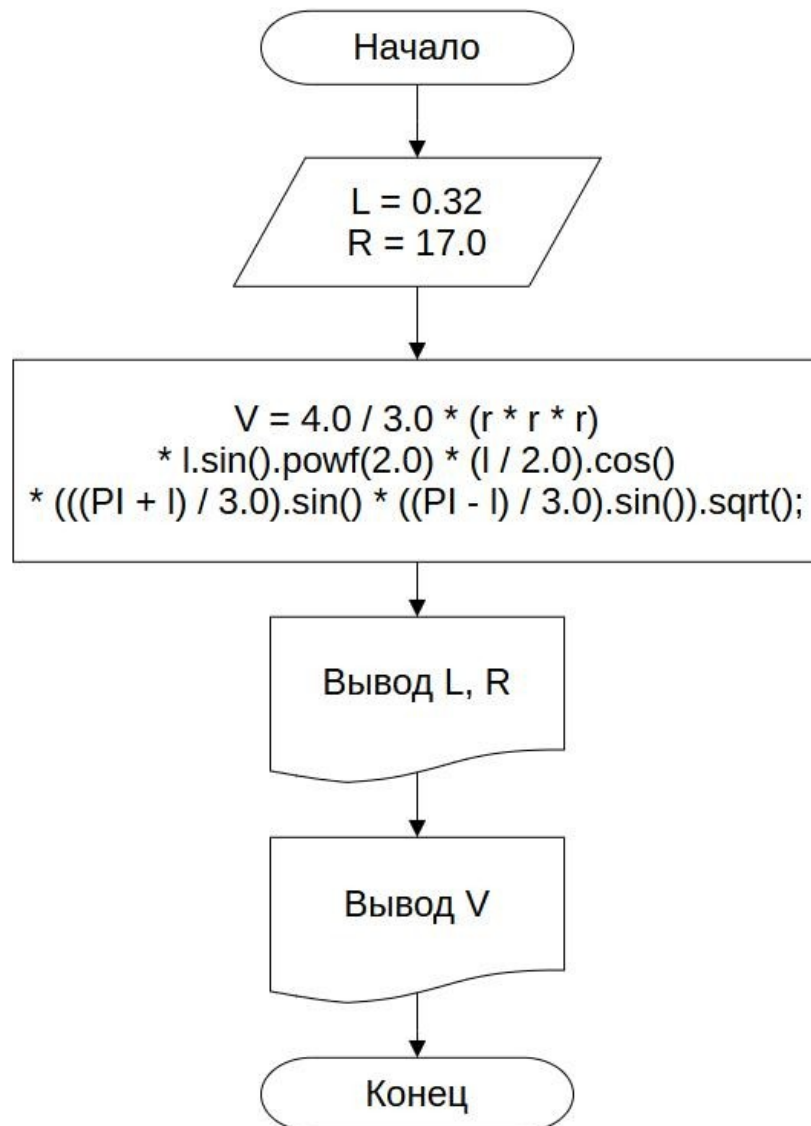 Начало
L = 0.32
R = 17.0
V = 4.0 / 3.0 * (r * r * r)
* l.sin().powf(2.0) * (l / 2.0).cos()
* (((PI + l) / 3.0).sin() * ((PI - l) / 3.0).sin()).sqrt();
Вывод L, R
Вывод V
Конец